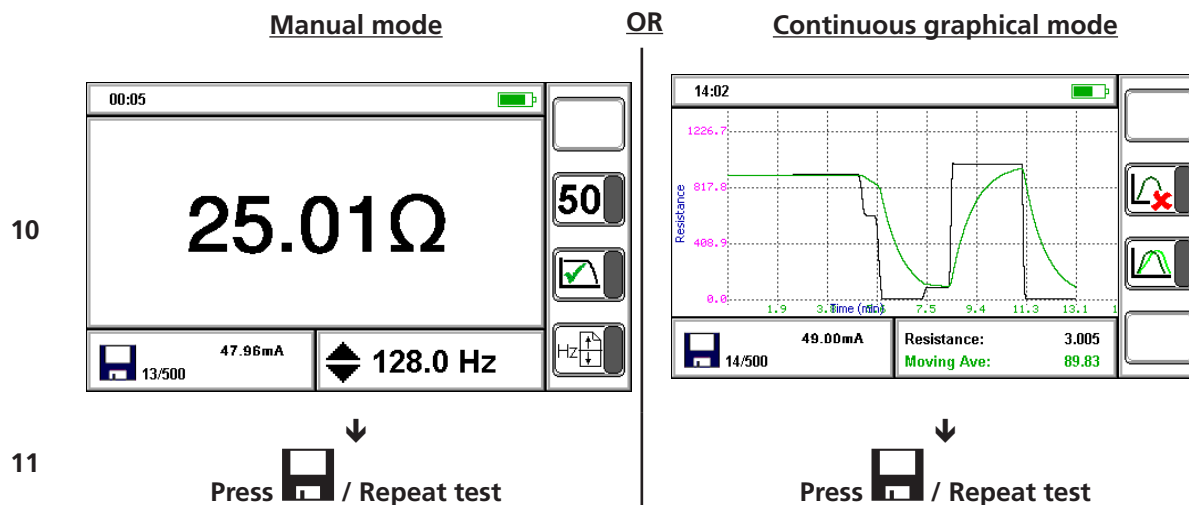 Manual mode
OR
Continuous graphical mode
10
00:05
25.01Ω
50
47.96mA
13/500
128.0 Hz
Hz
14:02
1226.7
817.8
408.9
0.0
Resistance
1.9
7.5
9.4
11.3
13.1
1
Time (min)
49.00mA
14/500
Resistance: 3.005
Moving Ave: 89.83
11
Press / Repeat test
Press / Repeat test